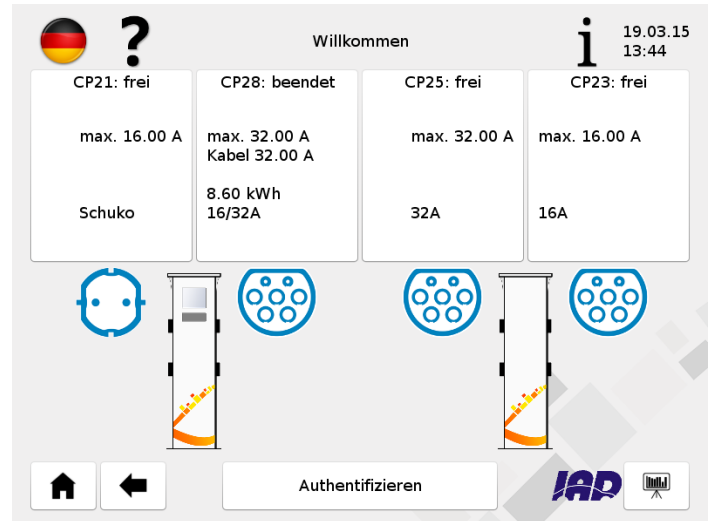 ?
Willkommen
i
19.03.15
13:44
CP21: frei
max. 16.00 A
Schuko
CP28: beendet
max. 32.00 A
Kabel 32.00 A
8.60 kWh
16/32A
CP25: frei
max. 32.00 A
32A
CP23: frei
max. 16.00 A
16A
Authentifizieren
IAD